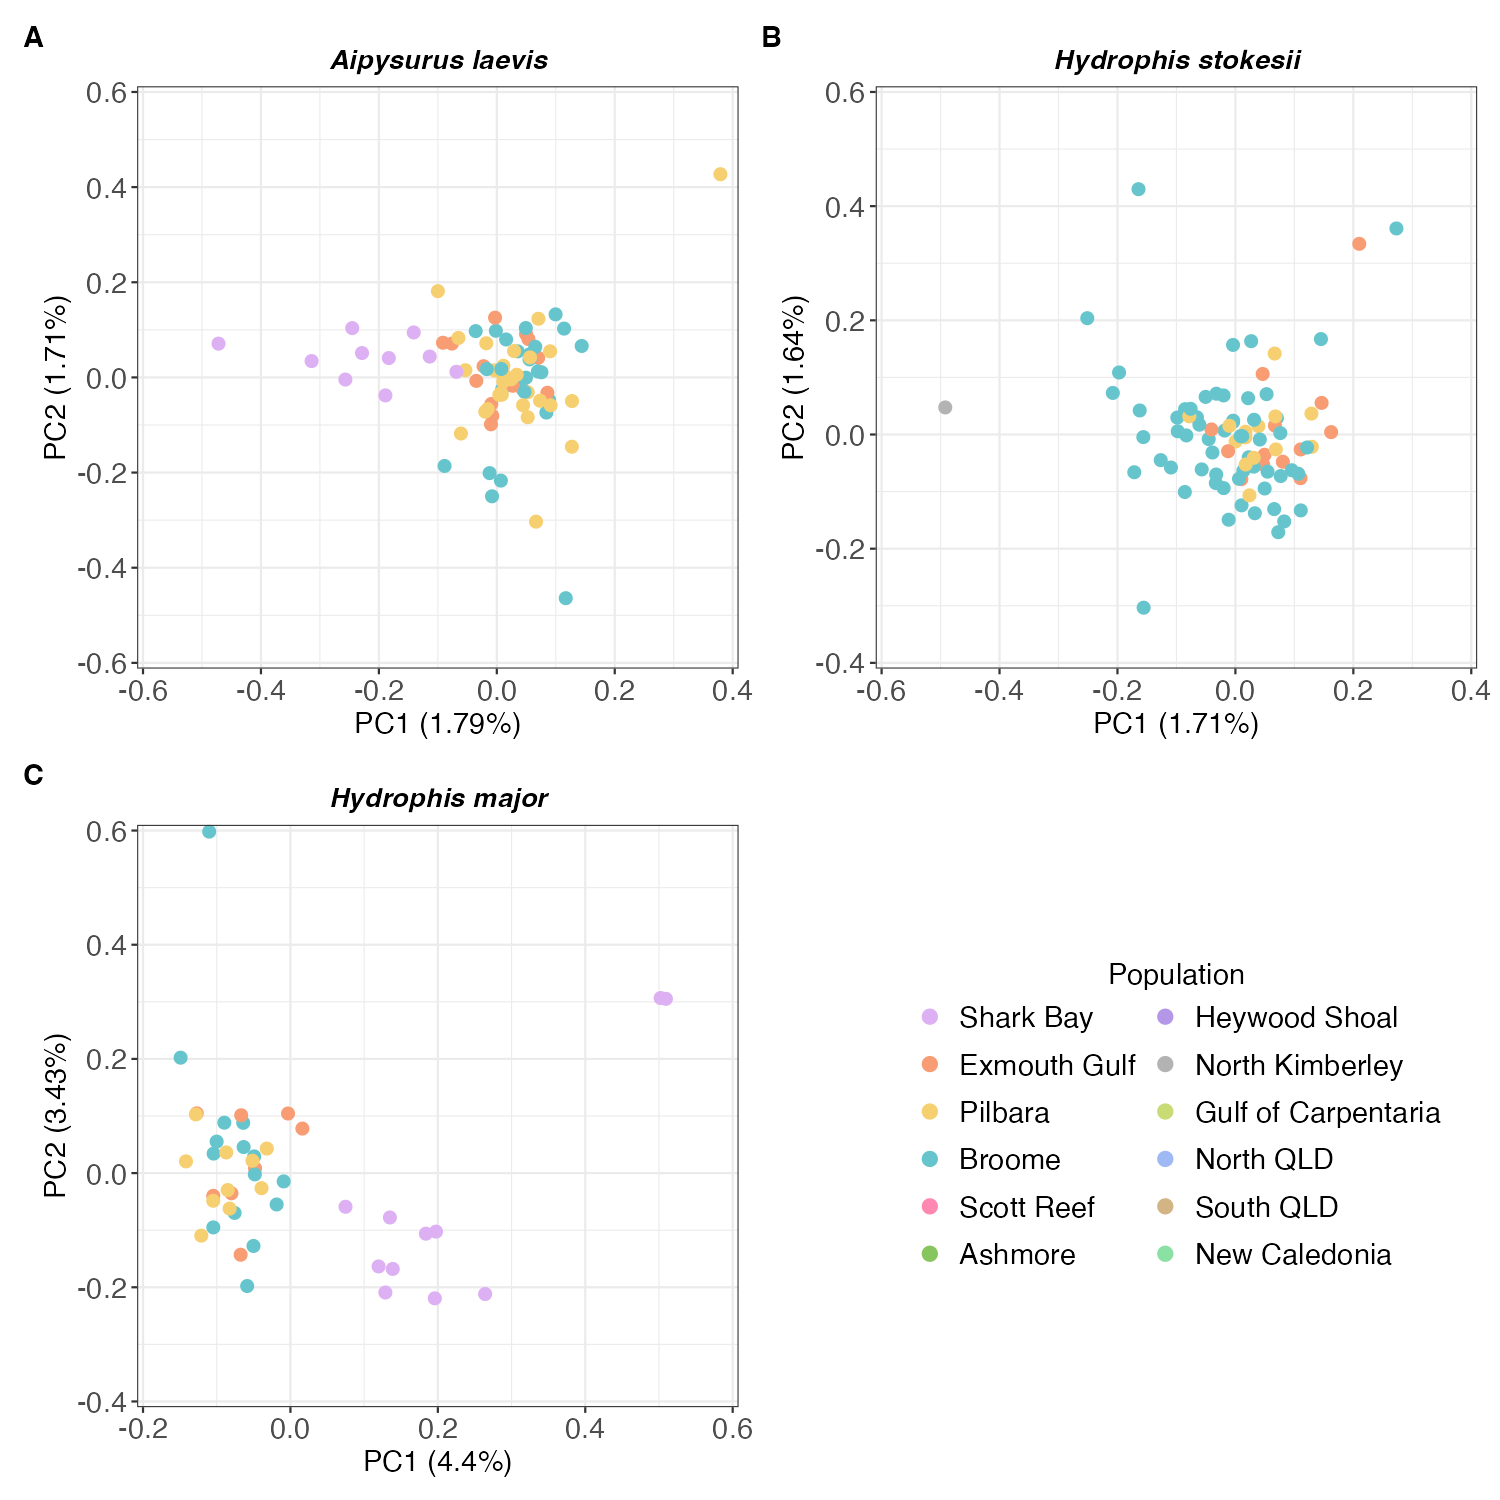 A
Aipysurus laevis
0.6
0.4
0.2
0.0
-0.2
-0.4
-0.6
PC2 (1.71%)
-0.6 -0.4 -0.2 0.0 0.2 0.4
PC1 (1.79%)
B
Hydrophis stokesii
0.6
0.4
0.2
0.0
-0.2
-0.4
PC2 (1.64%)
-0.6 -0.4 -0.2 0.0 0.2 0.4
PC1 (1.71%)
C
Hydrophis major
0.6
0.4
0.2
0.0
-0.2
-0.4
PC2 (3.43%)
-0.2 0.0 0.2 0.4 0.6
PC1 (4.4%)
Population
Shark Bay
Exmouth Gulf
Pilbara
Broome
Scott Reef
Ashmore
Heywood Shoal
North Kimberley
Gulf of Carpentaria
North QLD
South QLD
New Caledonia